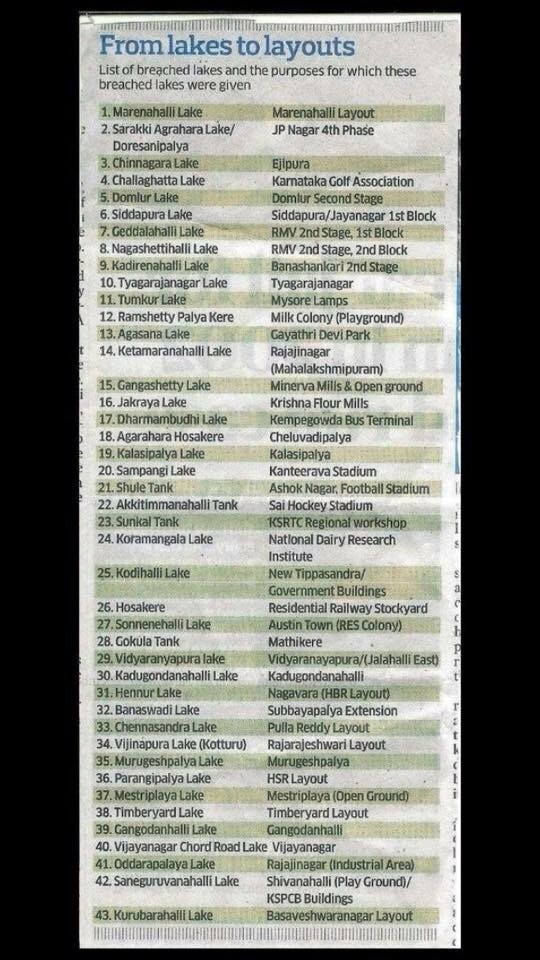 From lakes to layouts
List of breached lakes and the purposes for which these
breached lakes were given
1. Marenahalli Lake Marenahalli Layout
2. Sarakki Agrahara Lake/ JP Nagar 4th Phase
Doresanipalya
3. Chinnagara Lake Ejipura
4. Challaghatta Lake Karnataka Golf Association
5. Domlur Lake Domlur Second Stage
6. Siddapura Lake Siddapura/Jayanagar 1st Block
7. Geddalahalli Lake RMV 2nd Stage, 1st Block
8. Nagashettihalli Lake RMV 2nd Stage, 2nd Block
9. Kadirenahalli Lake Banashankari 2nd Stage
10. Tyagarajanagar Lake Tyagarajanagar
11. Tumkur Lake Mysore Lamps
12. Ramshetty Palya Kere Milk Colony (Playground)
13. Agasana Lake Gayathri Devi Park
14. Ketamaranahalli Lake Rajajinagar
(Mahalakshmipuram)
15. Gangashetty Lake Minerva Mills & Open ground
16. Jakraya Lake Krishna Flour Mills
17. Dharmambudhi Lake Kempegowda Bus Terminal
18. Agarahara Hosakere Cheluvadipalya
19. Kalasipalya Lake Kalasipalya
20. Sampangi Lake Kanteerava Stadium
21. Shule Tank Ashok Nagar, Football Stadium
22. Akkitimmanahalli Tank Sai Hockey Stadium
23. Sunkal Tank KSRTC Regional workshop
24. Koramangala Lake National Dairy Research
Institute
25. Kodihalli Lake New Tippasandra/
Government Buildings
26. Hosakere Residential Railway Stockyard
27. Sonnenehalli Lake Austin Town (RES Colony)
28. Gokula Tank Mathikere
29. Vidyaranyapura lake Vidyaranayapura/(Jalahalli East)
30. Kadugondanahalli Lake Kadugondanahalli
31. Hennur Lake Nagavara (HBR Layout)
32. Banaswadi Lake Subbayapalya Extension
33. Chennasandra Lake Pulla Reddy Layout
34. Vijinapura Lake (Kotturu) Rajarajeshwari Layout
35. Murugeshpalya Lake Murugeshpalya
36. Parangipalya Lake HSR Layout
37. Mestriplaya Lake Mestriplaya (Open Ground)
38. Timberyard Lake Timberyard Layout
39. Gangodanhalli Lake Gangodanhalli
40. Vijayanagar Chord Road Lake Vijayanagar
41. Oddarapalaya Lake Rajajinagar (Industrial Area)
42. Saneguruvanahalli Lake Shivanahalli (Play Ground)/
KSPCB Buildings
43. Kurubarahalli Lake Basaveshwaranagar Layout